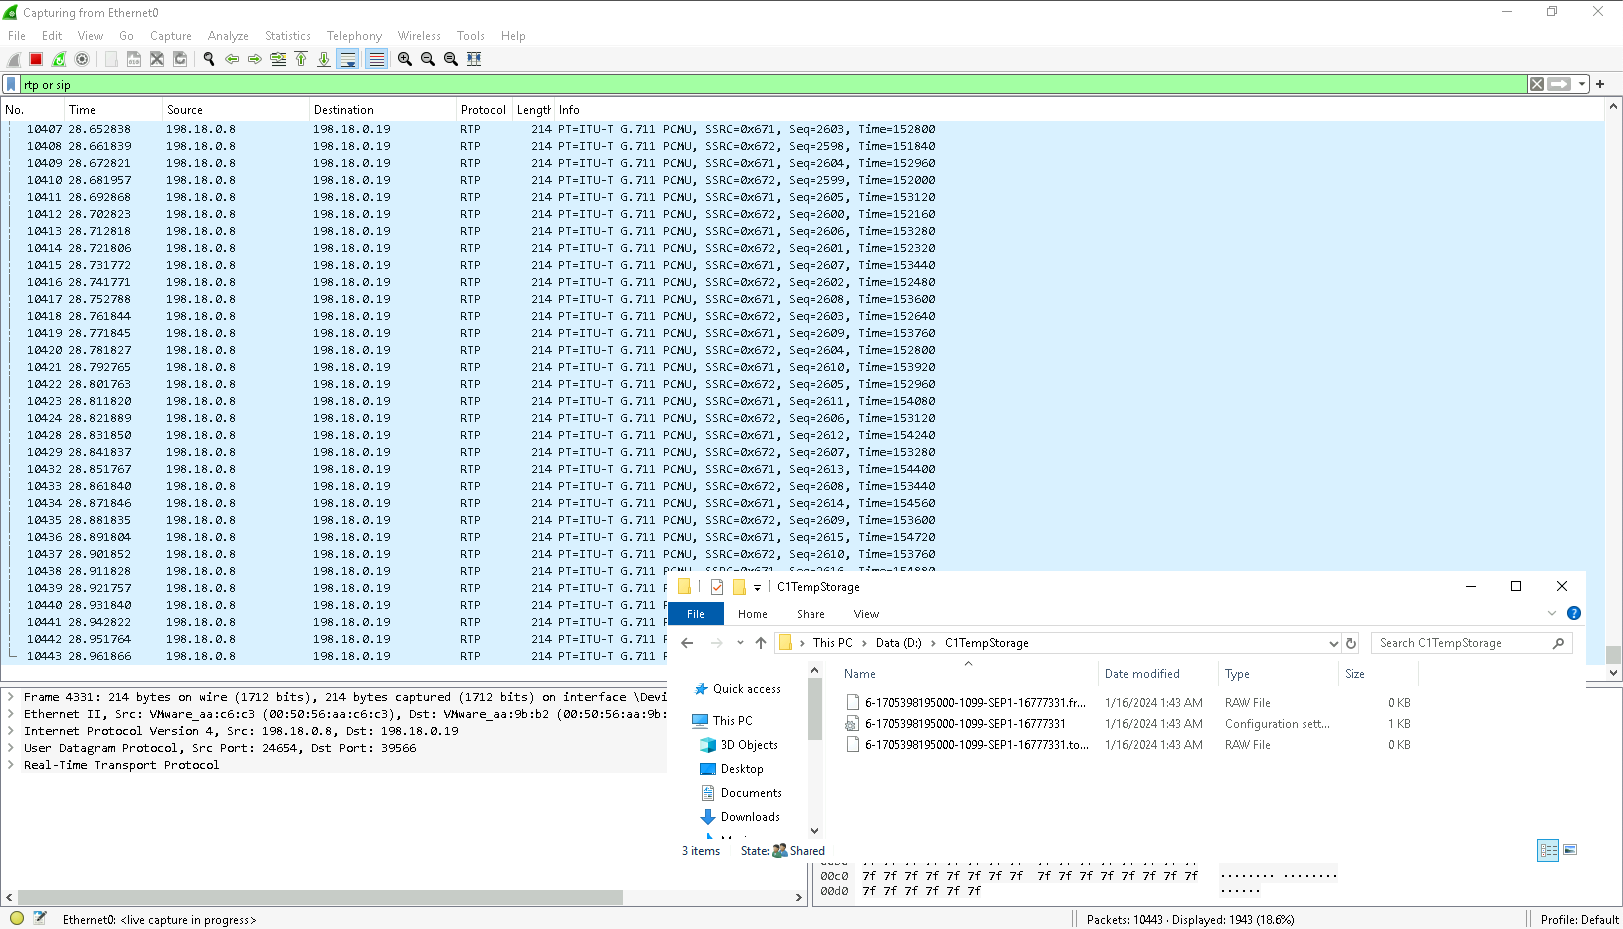 Capturing from Ethernet0
File Edit View Go Capture Analyze Statistics Telephony Wireless Tools Help
rtp or sip
No. Time Source Destination Protocol Length Info
10407 28.652838 198.18.0.8 198.18.0.19 RTP 214 PT=ITU-T G.711 PCMU, SSRC=0x671, Seq=2603, Time=152800
10408 28.661839 198.18.0.8 198.18.0.19 RTP 214 PT=ITU-T G.711 PCMU, SSRC=0x672, Seq=2598, Time=151840
10409 28.672821 198.18.0.8 198.18.0.19 RTP 214 PT=ITU-T G.711 PCMU, SSRC=0x671, Seq=2604, Time=152960
10410 28.681957 198.18.0.8 198.18.0.19 RTP 214 PT=ITU-T G.711 PCMU, SSRC=0x672, Seq=2599, Time=152000
10411 28.692868 198.18.0.8 198.18.0.19 RTP 214 PT=ITU-T G.711 PCMU, SSRC=0x671, Seq=2605, Time=153120
10412 28.702823 198.18.0.8 198.18.0.19 RTP 214 PT=ITU-T G.711 PCMU, SSRC=0x672, Seq=2600, Time=152160
10413 28.712818 198.18.0.8 198.18.0.19 RTP 214 PT=ITU-T G.711 PCMU, SSRC=0x671, Seq=2606, Time=153280
10414 28.721806 198.18.0.8 198.18.0.19 RTP 214 PT=ITU-T G.711 PCMU, SSRC=0x672, Seq=2601, Time=152320
10415 28.731772 198.18.0.8 198.18.0.19 RTP 214 PT=ITU-T G.711 PCMU, SSRC=0x671, Seq=2607, Time=153440
10416 28.741771 198.18.0.8 198.18.0.19 RTP 214 PT=ITU-T G.711 PCMU, SSRC=0x672, Seq=2602, Time=152480
10417 28.752788 198.18.0.8 198.18.0.19 RTP 214 PT=ITU-T G.711 PCMU, SSRC=0x671, Seq=2608, Time=153600
10418 28.761844 198.18.0.8 198.18.0.19 RTP 214 PT=ITU-T G.711 PCMU, SSRC=0x672, Seq=2603, Time=152640
10419 28.771845 198.18.0.8 198.18.0.19 RTP 214 PT=ITU-T G.711 PCMU, SSRC=0x671, Seq=2609, Time=153760
10420 28.781827 198.18.0.8 198.18.0.19 RTP 214 PT=ITU-T G.711 PCMU, SSRC=0x672, Seq=2604, Time=152800
10421 28.792765 198.18.0.8 198.18.0.19 RTP 214 PT=ITU-T G.711 PCMU, SSRC=0x671, Seq=2610, Time=153920
10422 28.801763 198.18.0.8 198.18.0.19 RTP 214 PT=ITU-T G.711 PCMU, SSRC=0x672, Seq=2605, Time=152960
10423 28.811820 198.18.0.8 198.18.0.19 RTP 214 PT=ITU-T G.711 PCMU, SSRC=0x671, Seq=2611, Time=154080
10424 28.821889 198.18.0.8 198.18.0.19 RTP 214 PT=ITU-T G.711 PCMU, SSRC=0x672, Seq=2606, Time=153120
10428 28.831850 198.18.0.8 198.18.0.19 RTP 214 PT=ITU-T G.711 PCMU, SSRC=0x671, Seq=2612, Time=154240
10429 28.841837 198.18.0.8 198.18.0.19 RTP 214 PT=ITU-T G.711 PCMU, SSRC=0x672, Seq=2607, Time=153280
10432 28.851767 198.18.0.8 198.18.0.19 RTP 214 PT=ITU-T G.711 PCMU, SSRC=0x671, Seq=2613, Time=154400
10433 28.861840 198.18.0.8 198.18.0.19 RTP 214 PT=ITU-T G.711 PCMU, SSRC=0x672, Seq=2608, Time=153440
10434 28.871846 198.18.0.8 198.18.0.19 RTP 214 PT=ITU-T G.711 PCMU, SSRC=0x671, Seq=2614, Time=154560
10435 28.881835 198.18.0.8 198.18.0.19 RTP 214 PT=ITU-T G.711 PCMU, SSRC=0x672, Seq=2609, Time=153600
10436 28.891804 198.18.0.8 198.18.0.19 RTP 214 PT=ITU-T G.711 PCMU, SSRC=0x671, Seq=2615, Time=154720
10437 28.901852 198.18.0.8 198.18.0.19 RTP 214 PT=ITU-T G.711 PCMU, SSRC=0x672, Seq=2610, Time=153760
10438 28.911828 198.18.0.8 198.18.0.19 RTP 214 PT=ITU-T G.711 PCMU, SSRC=0x671, Seq=2616, Time=154880
10439 28.921757 198.18.0.8 198.18.0.19 RTP 214 PT=ITU-T G.711
10440 28.931840 198.18.0.8 198.18.0.19 RTP 214 PT=ITU-T G.711
10441 28.942822 198.18.0.8 198.18.0.19 RTP 214 PT=ITU-T G.711
10442 28.951764 198.18.0.8 198.18.0.19 RTP 214 PT=ITU-T G.711
10443 28.961866 198.18.0.8 198.18.0.19 RTP 214 PT=ITU-T G.711
C1TempStorage
File Home Share View
This PC > Data (D:) > C1TempStorage
Search C1TempStorage
Name Date modified Type Size
Quick access
This PC
3D Objects
Desktop
Documents
Downloads
6-1705398195000-1099-SEP1-16777331.fr... 1/16/2024 1:43 AM RAW File 0 KB
6-1705398195000-1099-SEP1-16777331 1/16/2024 1:43 AM Configuration sett... 1 KB
6-1705398195000-1099-SEP1-16777331.to... 1/16/2024 1:43 AM RAW File 0 KB
3 items State: Shared
> Frame 4331: 214 bytes on wire (1712 bits), 214 bytes captured (1712 bits) on interface \Devi
> Ethernet II, Src: VMware_aa:c6:c3 (00:50:56:aa:c6:c3), Dst: VMware_aa:9b:b2 (00:50:56:aa:9b:
> Internet Protocol Version 4, Src: 198.18.0.8, Dst: 198.18.0.19
> User Datagram Protocol, Src Port: 24654, Dst Port: 39566
> Real-Time Transport Protocol
00c0 7f 7f 7f 7f 7f 7f 7f 7f 7f 7f 7f 7f 7f 7f 7f 7f ········ ········
00d0 7f 7f 7f 7f 7f 7f ······
Ethernet0: <live capture in progress>
Packets: 10443 · Displayed: 1943 (18.6%)
Profile: Default